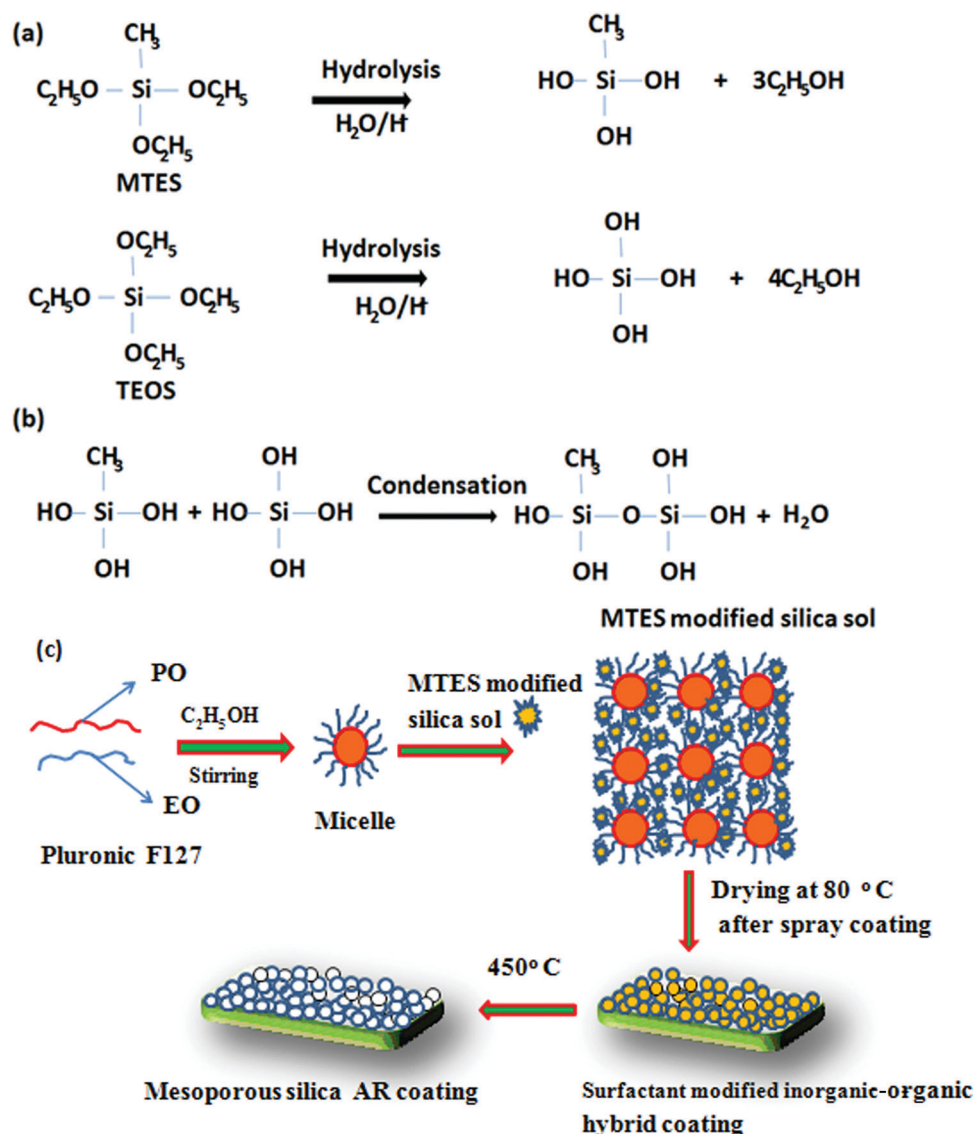 (a)
CH₃
C₂H₅O — Si — OC₂H₅
OC₂H₅
MTES
Hydrolysis
H₂O/H⁺
CH₃
HO — Si — OH + 3C₂H₅OH
OH
OC₂H₅
C₂H₅O — Si — OC₂H₅
OC₂H₅
TEOS
Hydrolysis
H₂O/H⁺
OH
HO — Si — OH + 4C₂H₅OH
OH
(b)
CH₃ OH
HO — Si — OH + HO — Si — OH
OH OH
Condensation
CH₃ OH
HO — Si — O — Si — OH + H₂O
OH OH
MTES modified silica sol
(c)
PO
EO
Pluronic F127
C₂H₅OH
Stirring
Micelle
MTES modified
silica sol
Drying at 80 °C
after spray coating
450° C
Mesoporous silica AR coating
Surfactant modified inorganic-organic
hybrid coating